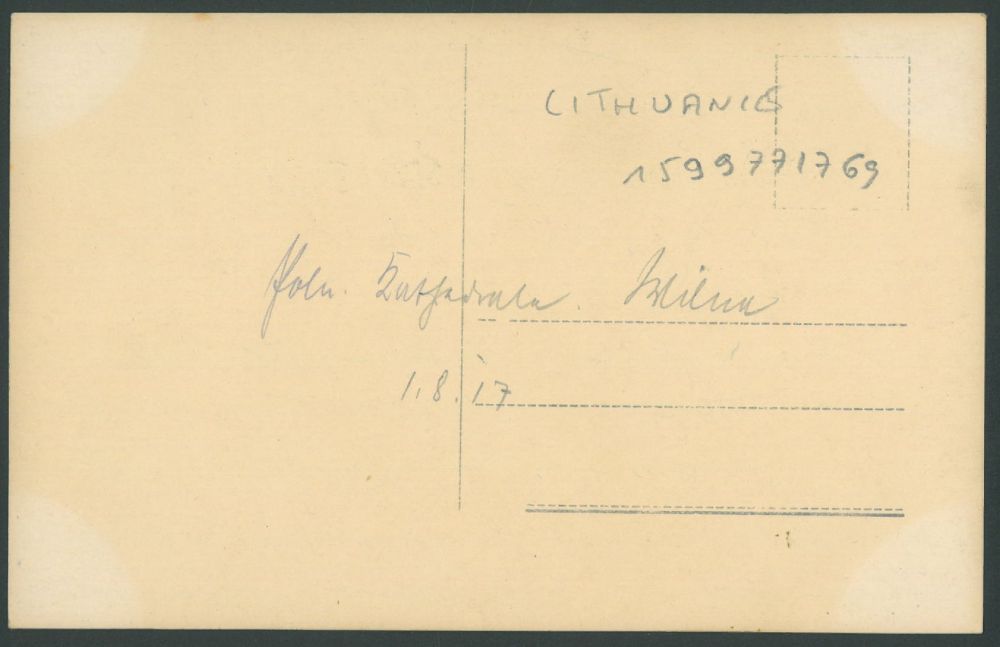 LITHUANIA
1599771769
Poln. Kathedrale. Wilna
1.8.17